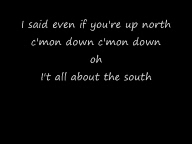 I said even if you're up north
c'mon down c'mon down
oh
I't all about the south